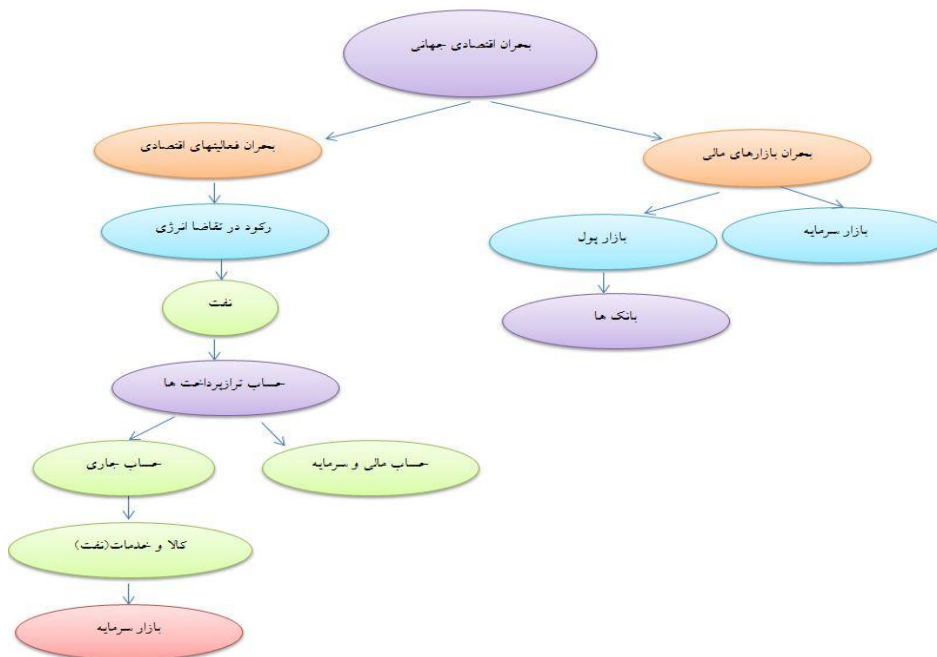 بحران اقتصادی جهانی
بحران فعالیتهای اقتصادی
بحران بازارهای مالی
رکود در تقاضا انرژی
بازار پول
بازار سرمایه
نفت
بانک ها
حساب ترازپرداخت ها
حساب جاری
حساب مالی و سرمایه
کالا و خدمات(نفت)
بازار سرمایه